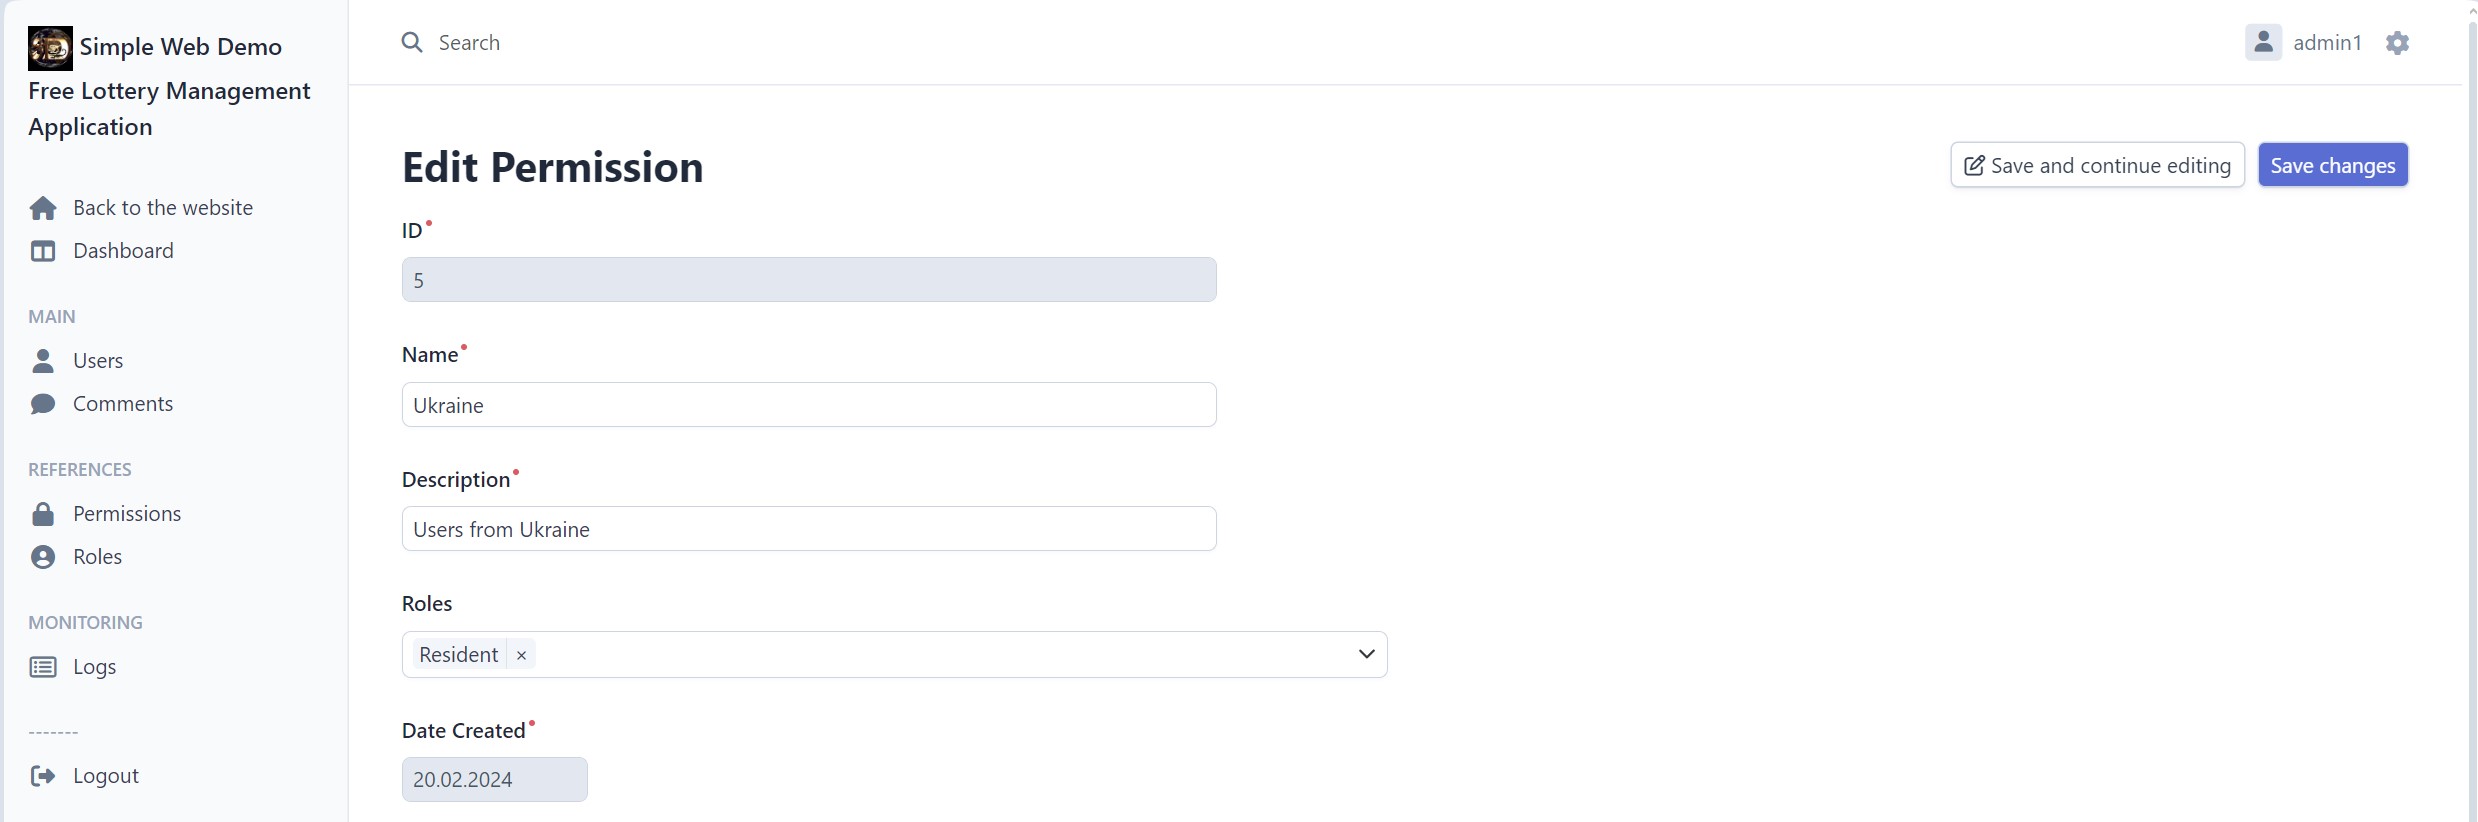 Simple Web Demo
Free Lottery Management
Application
Back to the website
Dashboard
MAIN
Users
Comments
REFERENCES
Permissions
Roles
MONITORING
Logs
-------
Logout
Search
admin1
Edit Permission
Save and continue editing
Save changes
ID
5
Name
Ukraine
Description
Users from Ukraine
Roles
Resident ×
Date Created
20.02.2024